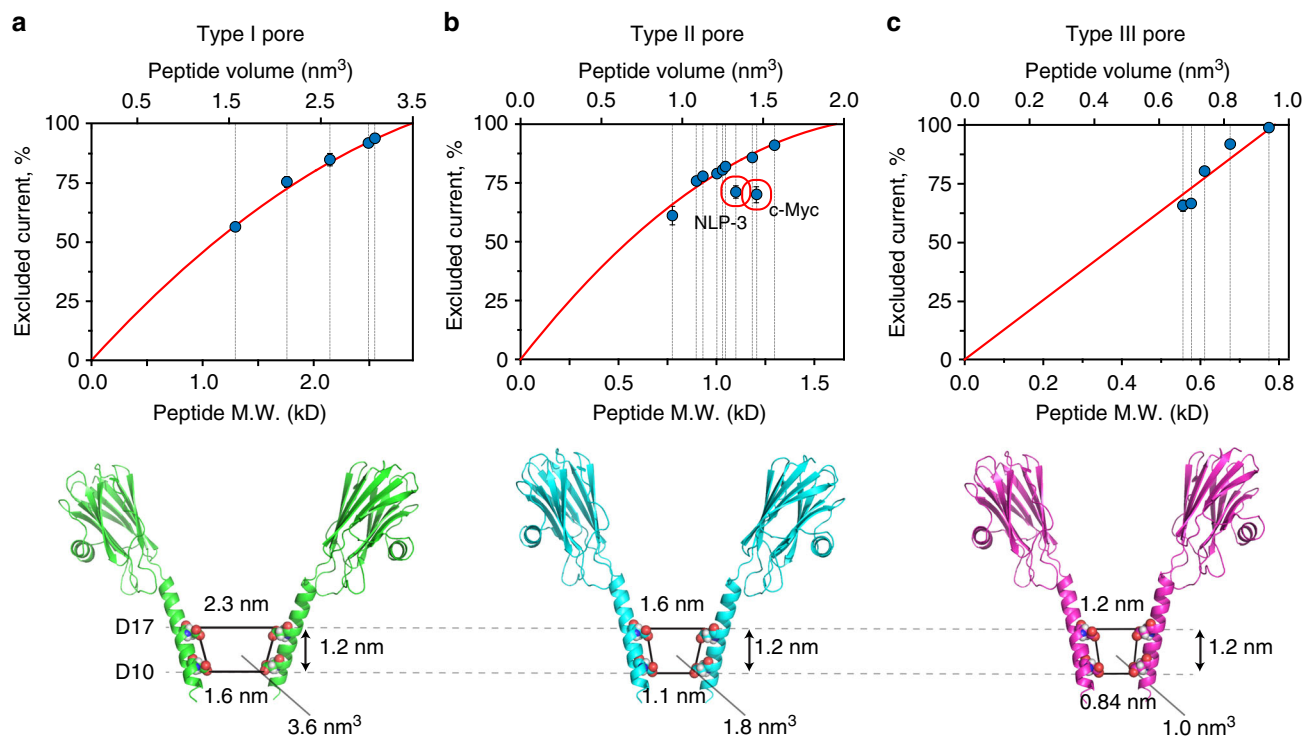 a
Type I pore
Peptide volume (nm³)
0.5 1.5 2.5 3.5
Excluded current, %
100
75
50
25
0
0.0 1.0 2.0
Peptide M.W. (kD)
b
Type II pore
Peptide volume (nm³)
0.0 0.5 1.0 1.5 2.0
Excluded current, %
100
75
50
25
0
NLP-3
c-Myc
0.0 0.5 1.0 1.5
Peptide M.W. (kD)
c
Type III pore
Peptide volume (nm³)
0.0 0.2 0.4 0.6 0.8 1.0
Excluded current, %
100
75
50
25
0
0.0 0.2 0.4 0.6 0.8
Peptide M.W. (kD)
D17
D10
2.3 nm
1.2 nm
1.6 nm
3.6 nm³
1.6 nm
1.2 nm
1.1 nm
1.8 nm³
1.2 nm
1.2 nm
0.84 nm
1.0 nm³